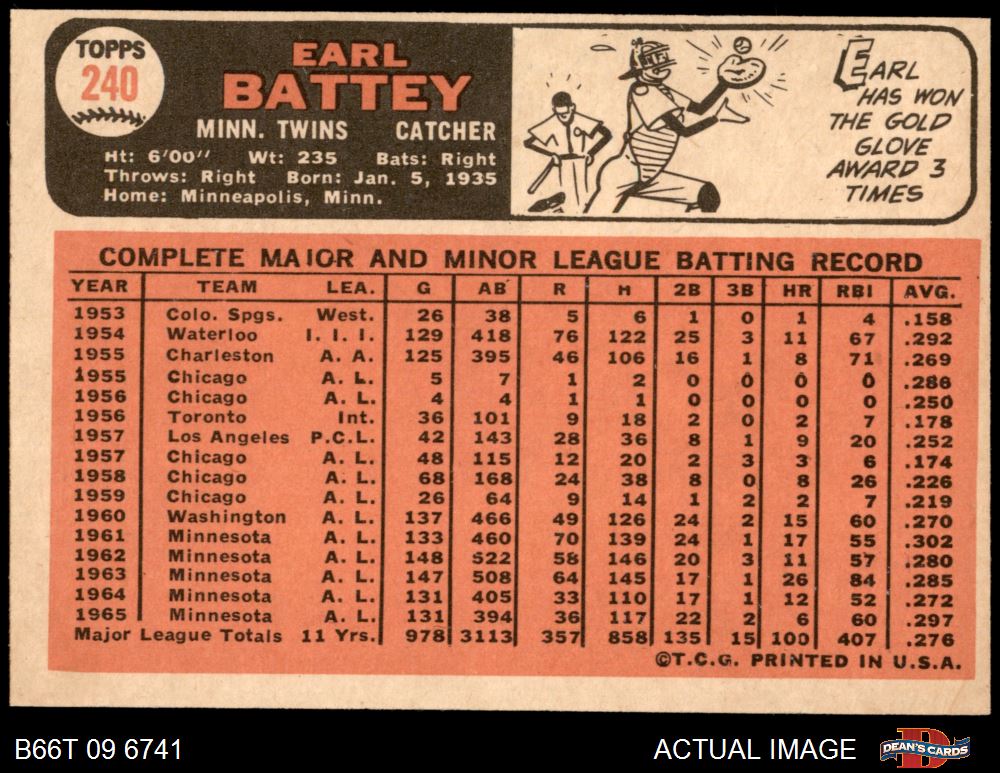 TOPPS
240
EARL
BATTEY
MINN. TWINS CATCHER
Ht: 6'00" Wt: 235 Bats: Right
Throws: Right Born: Jan. 5, 1935
Home: Minneapolis, Minn.
EARL
HAS WON
THE GOLD
GLOVE
AWARD 3
TIMES
COMPLETE MAJOR AND MINOR LEAGUE BATTING RECORD
YEAR TEAM LEA. G AB R H 2B 3B HR RBI AVG.
1953 Colo. Spgs. West. 26 38 5 6 1 0 1 4 .158
1954 Waterloo I. I. I. 129 418 76 122 25 3 11 67 .292
1955 Charleston A. A. 125 395 46 106 16 1 8 71 .269
1955 Chicago A. L. 5 7 1 2 0 0 0 0 .286
1956 Chicago A. L. 4 4 1 1 0 0 0 0 .250
1956 Toronto Int. 36 101 9 18 2 0 2 7 .178
1957 Los Angeles P.C.L. 42 143 28 36 8 1 9 20 .252
1957 Chicago A. L. 48 115 12 20 2 3 3 6 .174
1958 Chicago A. L. 68 168 24 38 8 0 8 26 .226
1959 Chicago A. L. 26 64 9 14 1 2 2 7 .219
1960 Washington A. L. 137 466 49 126 24 2 15 60 .270
1961 Minnesota A. L. 133 460 70 139 24 1 17 55 .302
1962 Minnesota A. L. 148 522 58 146 20 3 11 57 .280
1963 Minnesota A. L. 147 508 64 145 17 1 26 84 .285
1964 Minnesota A. L. 131 405 33 110 17 1 12 52 .272
1965 Minnesota A. L. 131 394 36 117 22 2 6 60 .297
Major League Totals 11 Yrs. 978 3113 357 858 135 15 100 407 .276
©T.C.G. PRINTED IN U.S.A.
B66T 09 6741 ACTUAL IMAGE
DEAN'S CARDS